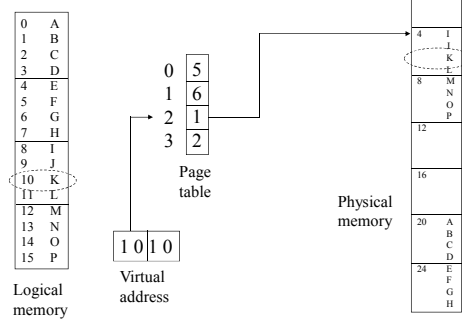 0 A
1 B
2 C
3 D
4 E
5 F
6 G
7 H
8 I
9 J
10 K
11 L
12 M
13 N
14 O
15 P
Logical
memory
0 5
1 6
2 1
3 2
Page
table
1 0 1 0
Virtual
address
Physical
memory
4 I
J
K
L
8 M
N
O
P
12
16
20 A
B
C
D
24 E
F
G
H